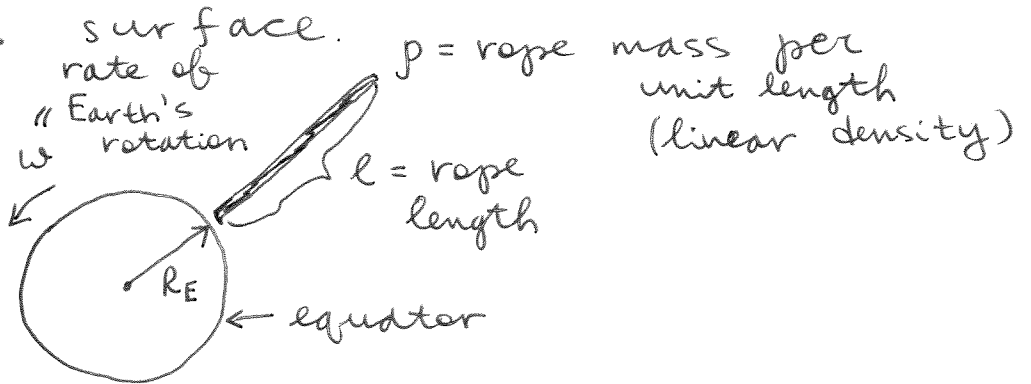 surface.
rate of
" Earth's
ω rotation
ρ = rope mass per
unit length
(linear density)
l = rope
length
R_E
equator